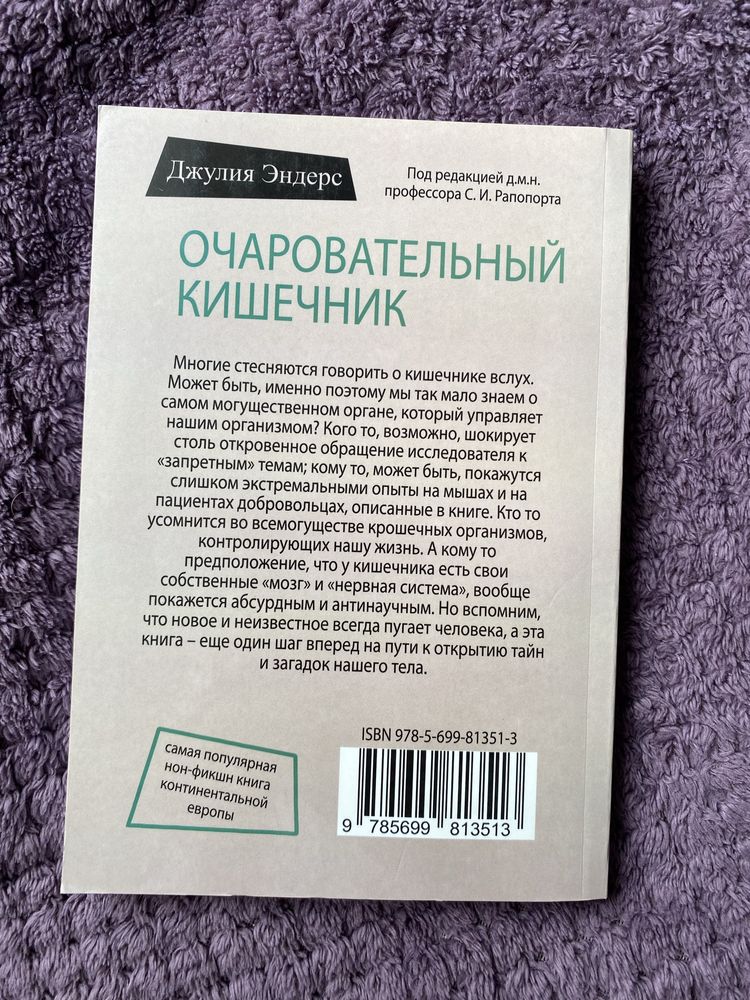 Джулия Эндерс
Под редакцией д.м.н.
профессора С. И. Рапопорта
ОЧАРОВАТЕЛЬНЫЙ
КИШЕЧНИК
Многие стесняются говорить о кишечнике вслух.
Может быть, именно поэтому мы так мало знаем о
самом могущественном органе, который управляет
нашим организмом? Кого то, возможно, шокирует
столь откровенное обращение исследователя к
«запретным» темам; кому то, может быть, покажутся
слишком экстремальными опыты на мышах и на
пациентах добровольцах, описанные в книге. Кто то
усомнится во всемогуществе крошечных организмов,
контролирующих нашу жизнь. А кому то
предположение, что у кишечника есть свои
собственные «мозг» и «нервная система», вообще
покажется абсурдным и антинаучным. Но вспомним,
что новое и неизвестное всегда пугает человека, а эта
книга – еще один шаг вперед на пути к открытию тайн
и загадок нашего тела.
самая популярная
нон-фикшн книга
континентальной
европы
ISBN 978-5-699-81351-3
9 785699 813513